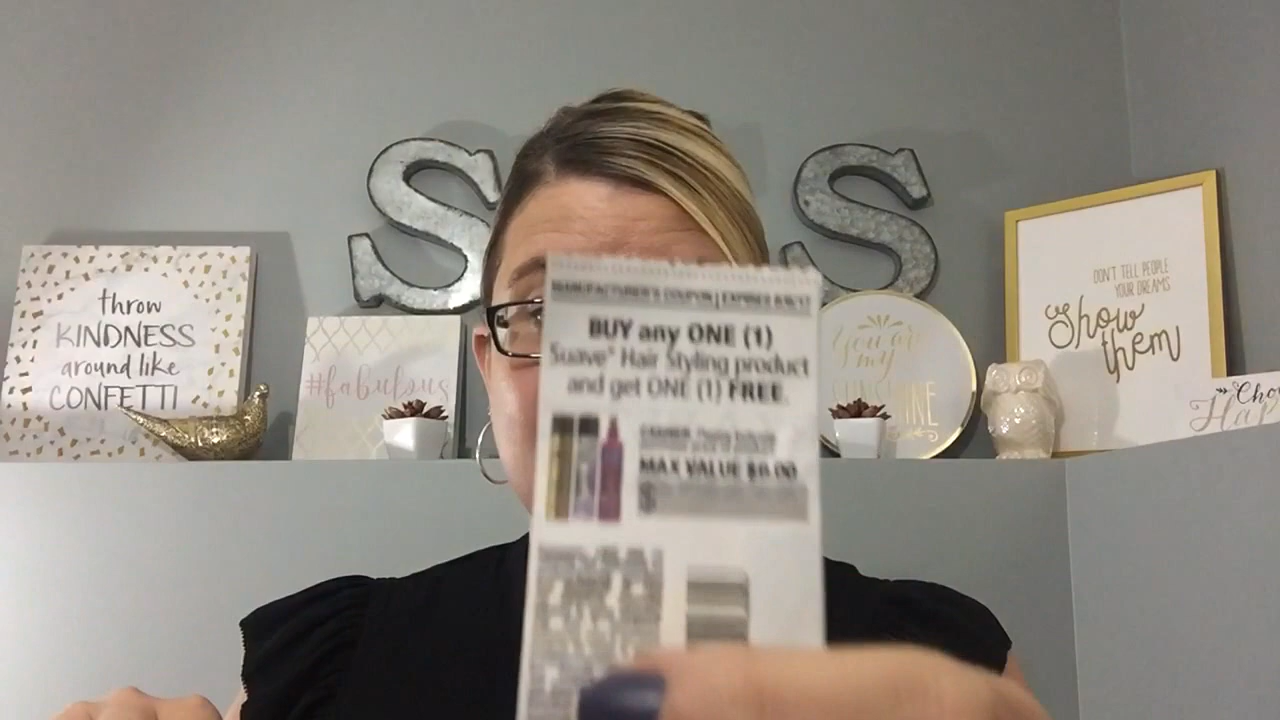 S
S
throw
KINDNESS
around like
CONFETTI
#fabulous
MANUFACTURER'S COUPON | EXPIRES
BUY any ONE (1)
Suave® Hair Styling product
and get ONE (1) FREE.
MAX VALUE $6.00
You are
my
SUNSHINE
DON'T TELL PEOPLE
YOUR DREAMS
Show
them